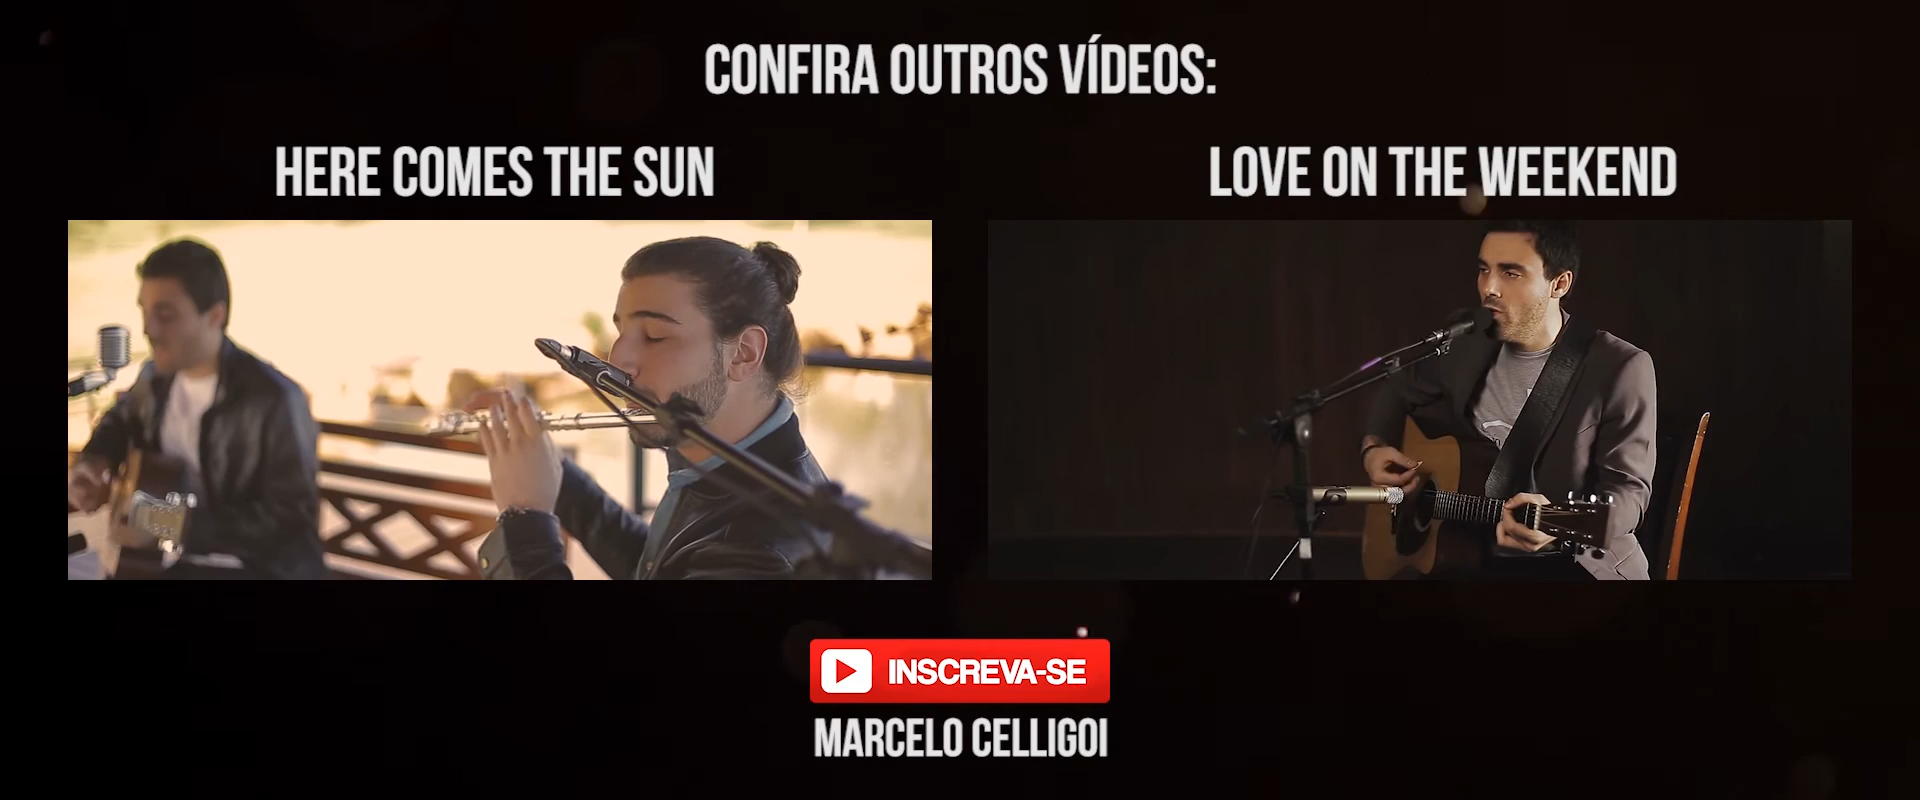 CONFIRA OUTROS VÍDEOS:
HERE COMES THE SUN
LOVE ON THE WEEKEND
INSCREVA-SE
MARCELO CELLIGOI